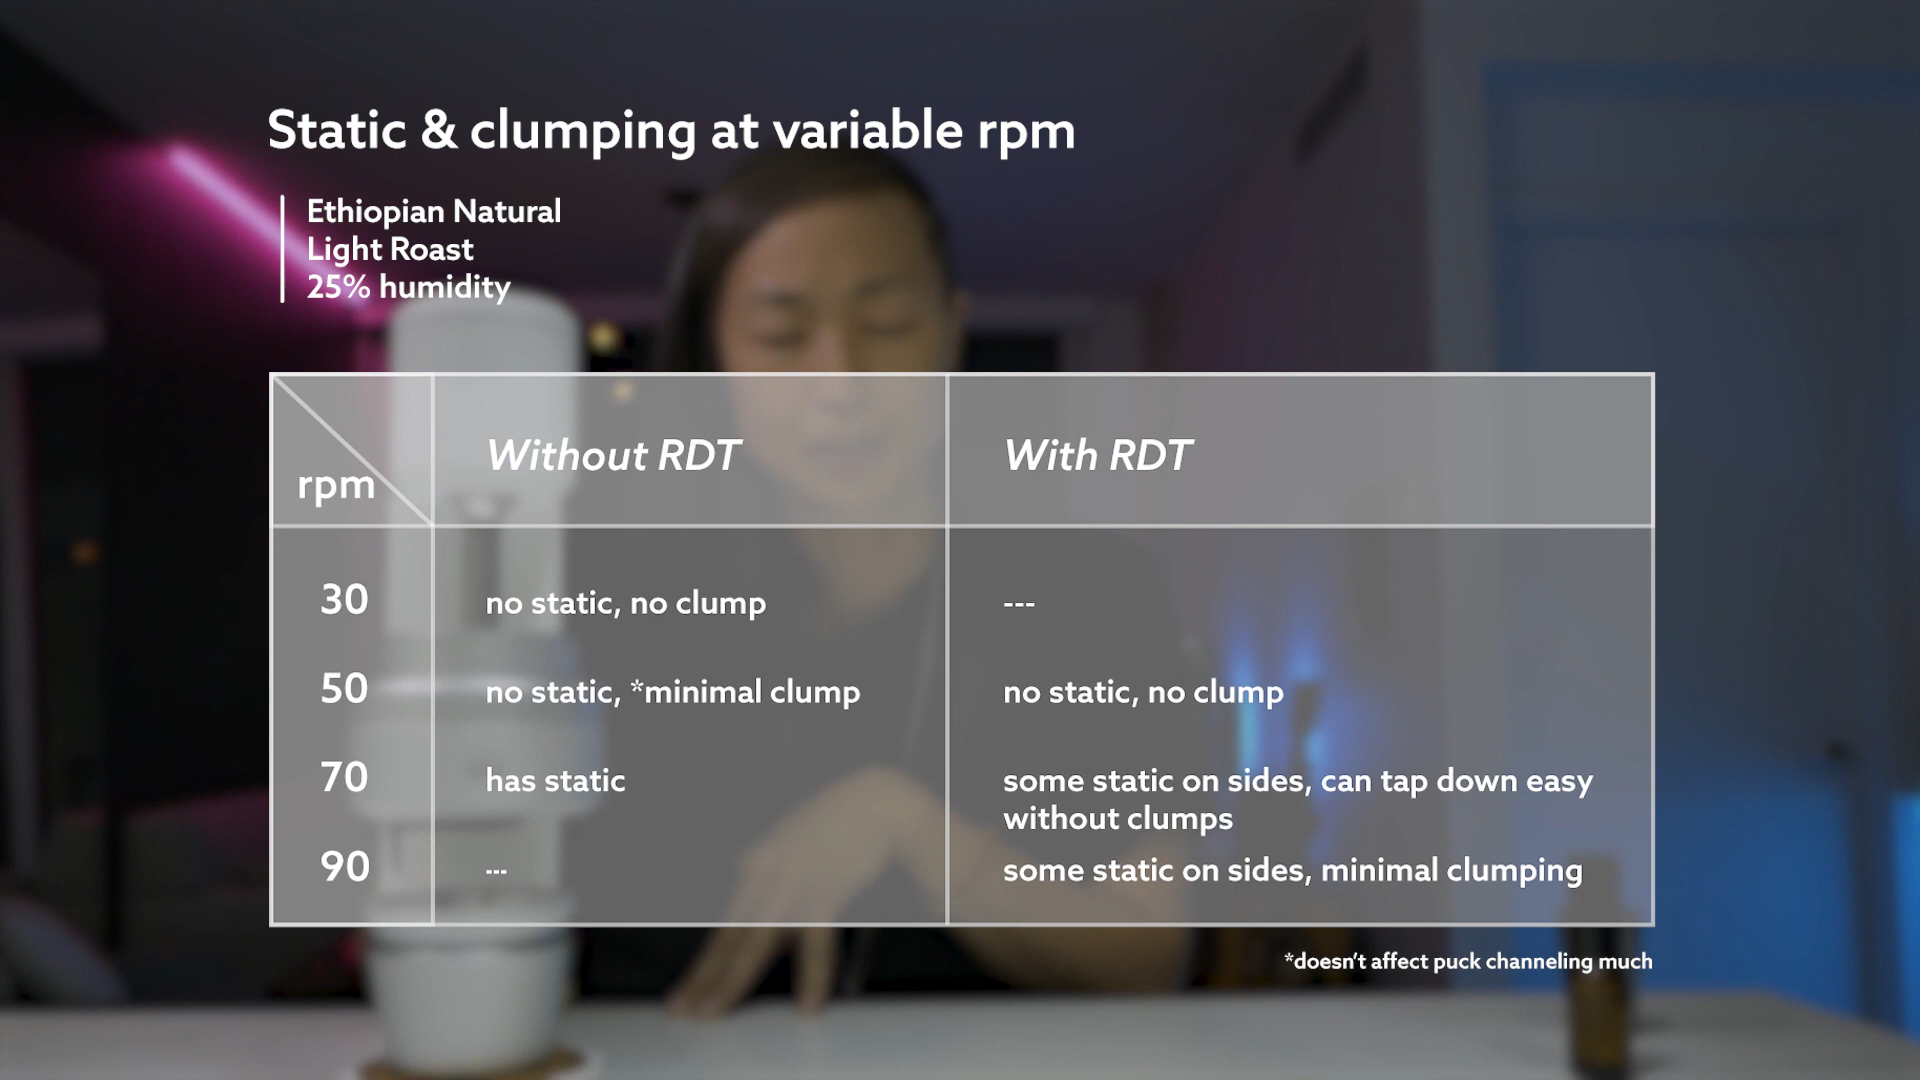 Static & clumping at variable rpm
Ethiopian Natural
Light Roast
25% humidity
rpm
Without RDT
With RDT
30
no static, no clump
---
50
no static, *minimal clump
no static, no clump
70
has static
some static on sides, can tap down easy
without clumps
90
---
some static on sides, minimal clumping
*doesn't affect puck channeling much